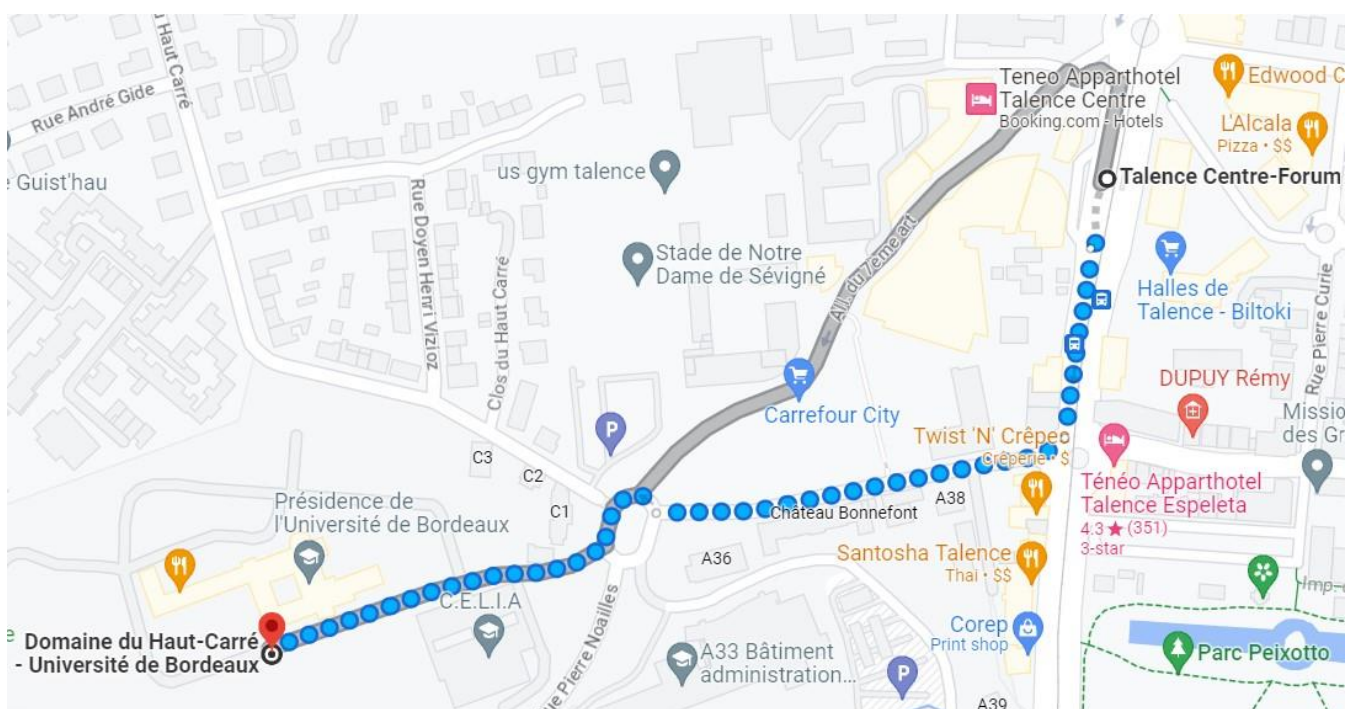 u Haut Carré
Rue André Gide
Guist'hau
Rue Doyen Henri Vizioz
Clos du Haut Carré
us gym talence
Stade de Notre
Dame de Sévigné
All. du 7ème art
Teneo Apparthotel
Talence Centre
Booking.com - Hotels
Edwood C
L'Alcala
Pizza • $$
Talence Centre-Forum
Halles de
Talence - Biltoki
Rue Pierre Curie
DUPUY Rémy
Carrefour City
P
Twist 'N' Crêpe
Crêperie • $
Missio
des Gr
C3
C2
C1
A38
Château Bonnefont
Ténéo Apparthotel
Talence Espeleta
4.3★(351)
3-star
Présidence de
l'Université de Bordeaux
A36
Santosha Talence
Thai • $$
C.E.L.I.A
Imp.
Domaine du Haut-Carré
- Université de Bordeaux
Rue Pierre Noailles
A33 Bâtiment
administration...
P
Corep
Print shop
Parc Peixotto
A39